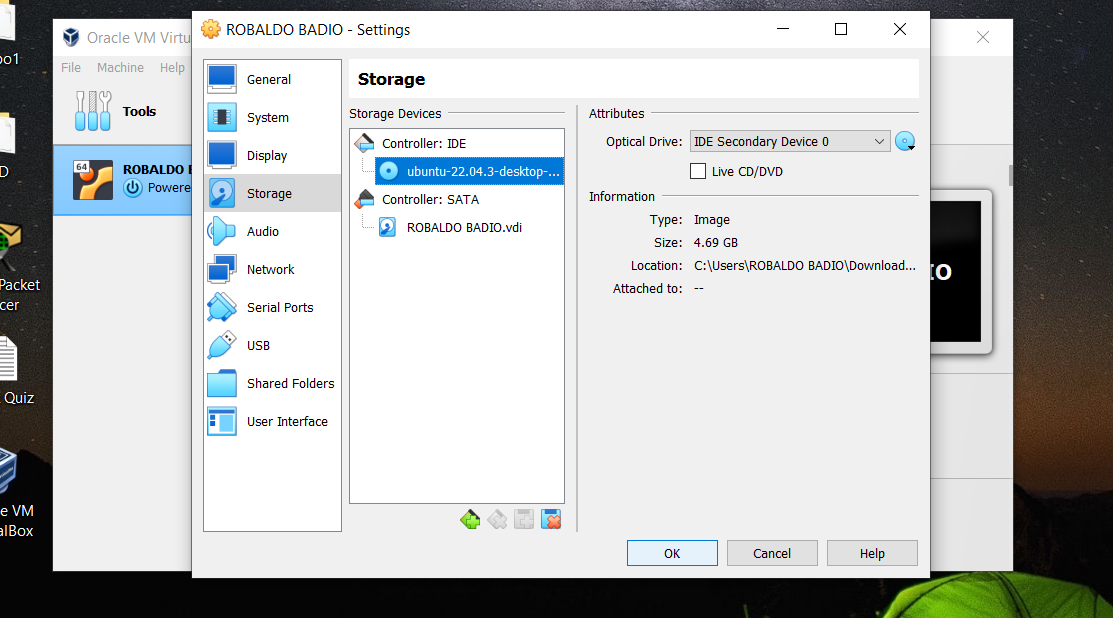 ROBALDO BADIO - Settings
Oracle VM Virtu
File Machine Help
Tools
64
ROBALDO
Powere
General
System
Display
Storage
Audio
Network
Serial Ports
USB
Shared Folders
User Interface
Storage
Storage Devices
Controller: IDE
ubuntu-22.04.3-desktop-...
Controller: SATA
ROBALDO BADIO.vdi
Attributes
Optical Drive: IDE Secondary Device 0
Live CD/DVD
Information
Type: Image
Size: 4.69 GB
Location: C:\Users\ROBALDO BADIO\Download...
Attached to: --
OK Cancel Help
IO
o1
D
Packet
cer
Quiz
e VM
alBox